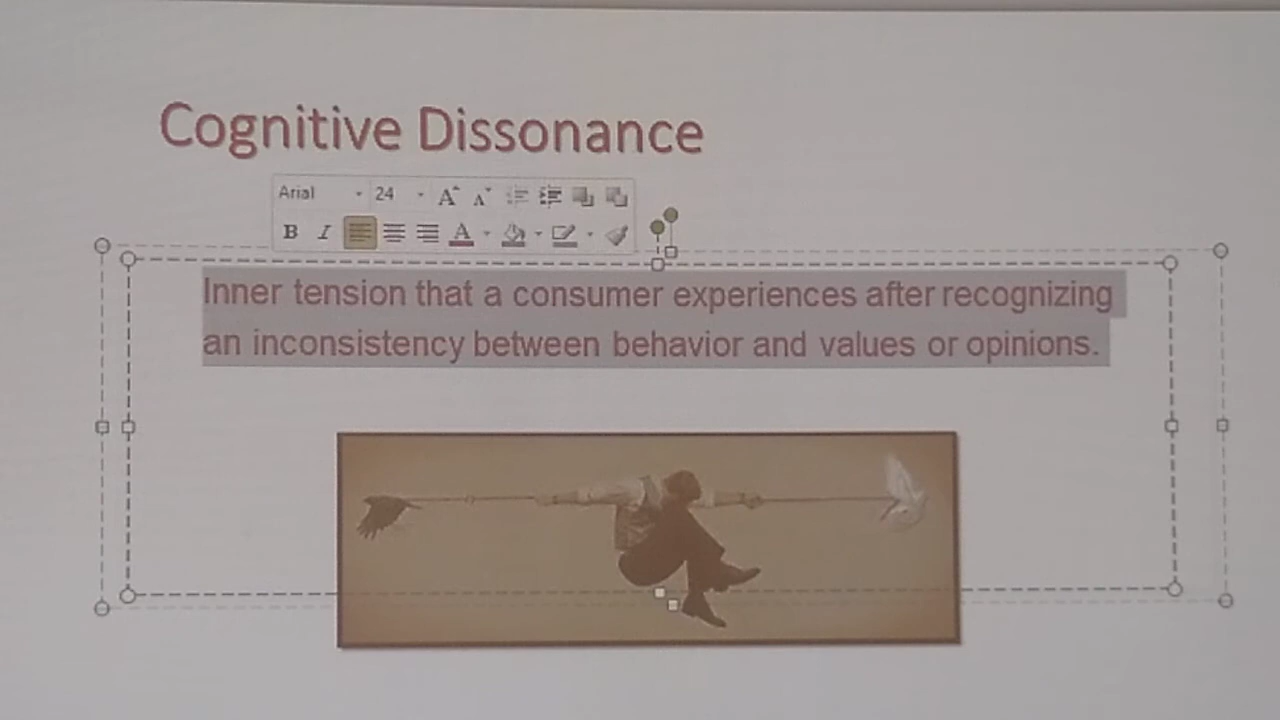 Cognitive Dissonance
Arial 24 A A
B I A
Inner tension that a consumer experiences after recognizing
an inconsistency between behavior and values or opinions.